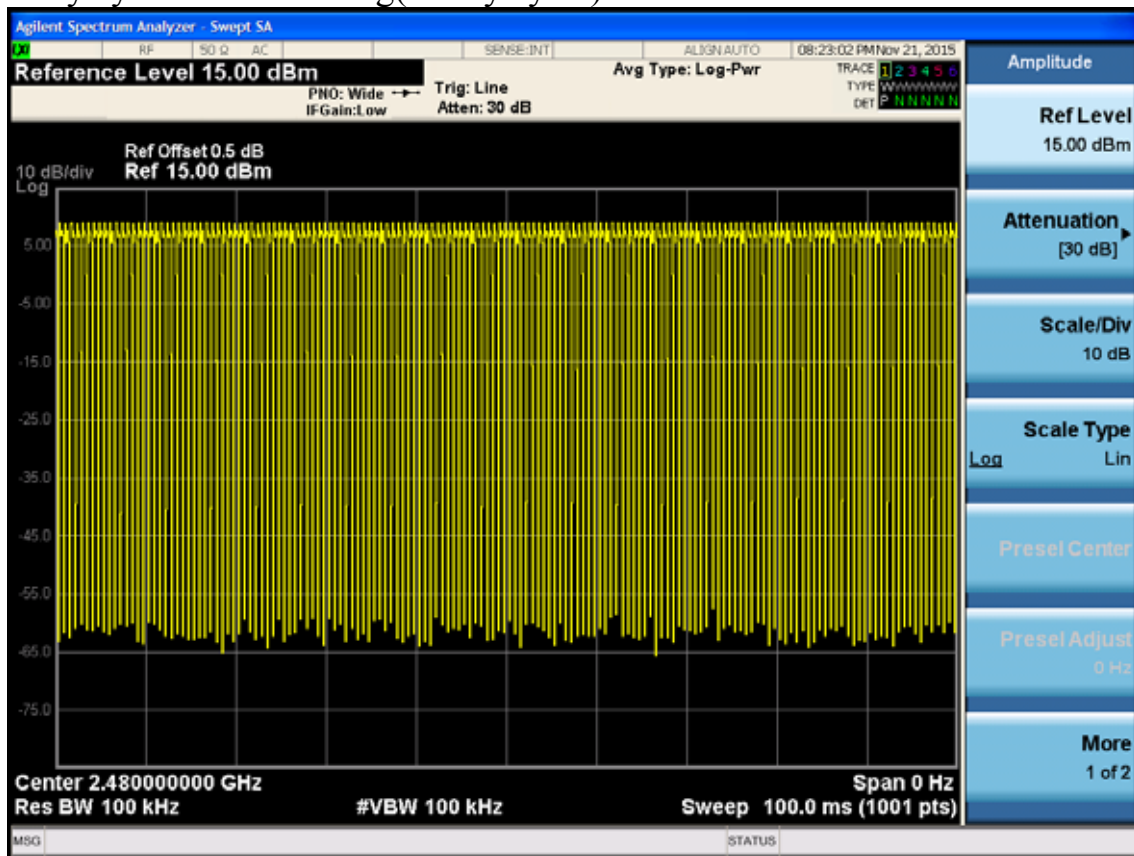 Agilent Spectrum Analyzer - Swept SA
RF 50 Ω AC SENSE:INT ALIGN AUTO 08:23:02 PM Nov 21, 2015
Reference Level 15.00 dBm
PNO: Wide
IFGain:Low
Trig: Line
Atten: 30 dB
Avg Type: Log-Pwr
TRACE 1 2 3 4 5 6
TYPE
DET P N N N N N
Ref Offset 0.5 dB
10 dB/div Ref 15.00 dBm
Log
5.00
-5.00
-15.0
-25.0
-35.0
-45.0
-55.0
-65.0
-75.0
Center 2.480000000 GHz Span 0 Hz
Res BW 100 kHz #VBW 100 kHz Sweep 100.0 ms (1001 pts)
MSG STATUS
Amplitude
Ref Level
15.00 dBm
Attenuation
[30 dB]
Scale/Div
10 dB
Scale Type
Log Lin
Presel Center
Presel Adjust
0 Hz
More
1 of 2